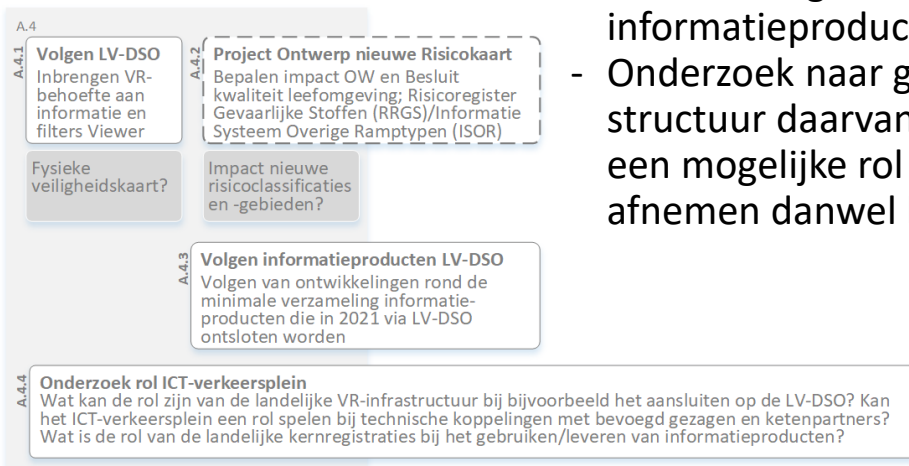 A.4
A.4.1
Volgen LV-DSO
Inbrengen VR-
behoefte aan
informatie en
filters Viewer
A.4.2
Project Ontwerp nieuwe Risicokaart
Bepalen impact OW en Besluit
kwaliteit leefomgeving; Risicoregister
Gevaarlijke Stoffen (RRGS)/Informatie
Systeem Overige Ramptypen (ISOR)
Fysieke
veiligheidskaart?
Impact nieuwe
risicoclassificaties
en -gebieden?
A.4.3
Volgen informatieproducten LV-DSO
Volgen van ontwikkelingen rond de
minimale verzameling informatie-
producten die in 2021 via LV-DSO
ontsloten worden
A.4.4
Onderzoek rol ICT-verkeersplein
Wat kan de rol zijn van de landelijke VR-infrastructuur bij bijvoorbeeld het aansluiten op de LV-DSO? Kan
het ICT-verkeersplein een rol spelen bij technische koppelingen met bevoegd gezagen en ketenpartners?
Wat is de rol van de landelijke kernregistraties bij het gebruiken/leveren van informatieproducten?
informatieproduc
- Onderzoek naar g
structuur daarvan
een mogelijke rol
afnemen danwel